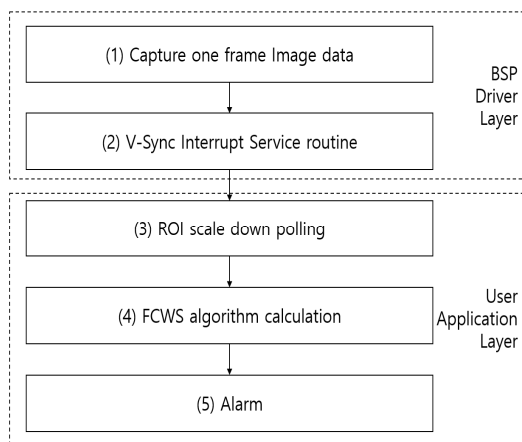 (1) Capture one frame Image data
(2) V-Sync Interrupt Service routine
BSP
Driver
Layer
(3) ROI scale down polling
(4) FCWS algorithm calculation
(5) Alarm
User
Application
Layer